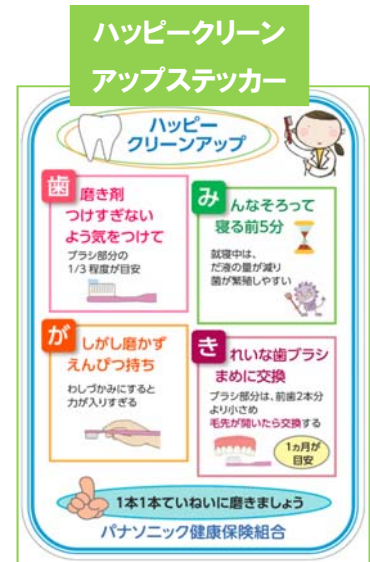 ハッピークリーン
アップステッカー
ハッピー
クリーンアップ
歯磨き剤
つけすぎない
よう気をつけて
ブラシ部分の
1/3 程度が目安
みんなそろって
寝る前5分
就寝中は、
だ液の量が減り
菌が繁殖しやすい
がしがし磨かず
えんぴつ持ち
わしづかみにすると
力が入りすぎる
きれいな歯ブラシ
まめに交換
ブラシ部分は、前歯2本分
より小さめ
毛先が開いたら交換する
1ヵ月が
目安
1本1本ていねいに磨きましょう
パナソニック健康保険組合